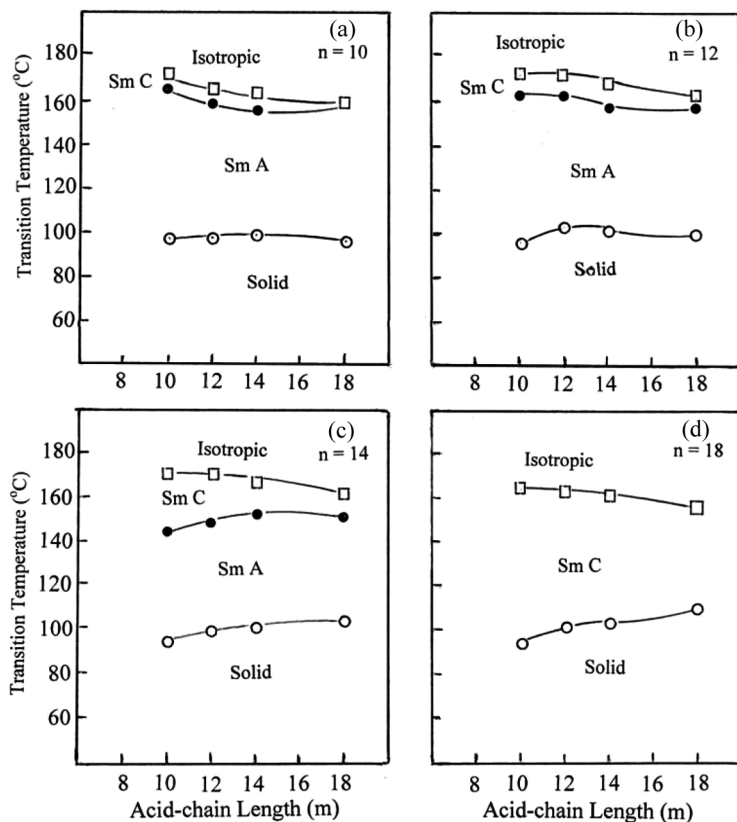 (a)
Isotropic
n = 10
Sm C
Sm A
Solid
180
160
140
120
100
80
60
8 10 12 14 16 18
Transition Temperature (°C)
(b)
Isotropic
n = 12
Sm C
Sm A
Solid
8 10 12 14 16 18
(c)
Isotropic
n = 14
Sm C
Sm A
Solid
180
160
140
120
100
80
60
8 10 12 14 16 18
Transition Temperature (°C)
Acid-chain Length (m)
(d)
n = 18
Isotropic
Sm C
Solid
8 10 12 14 16 18
Acid-chain Length (m)